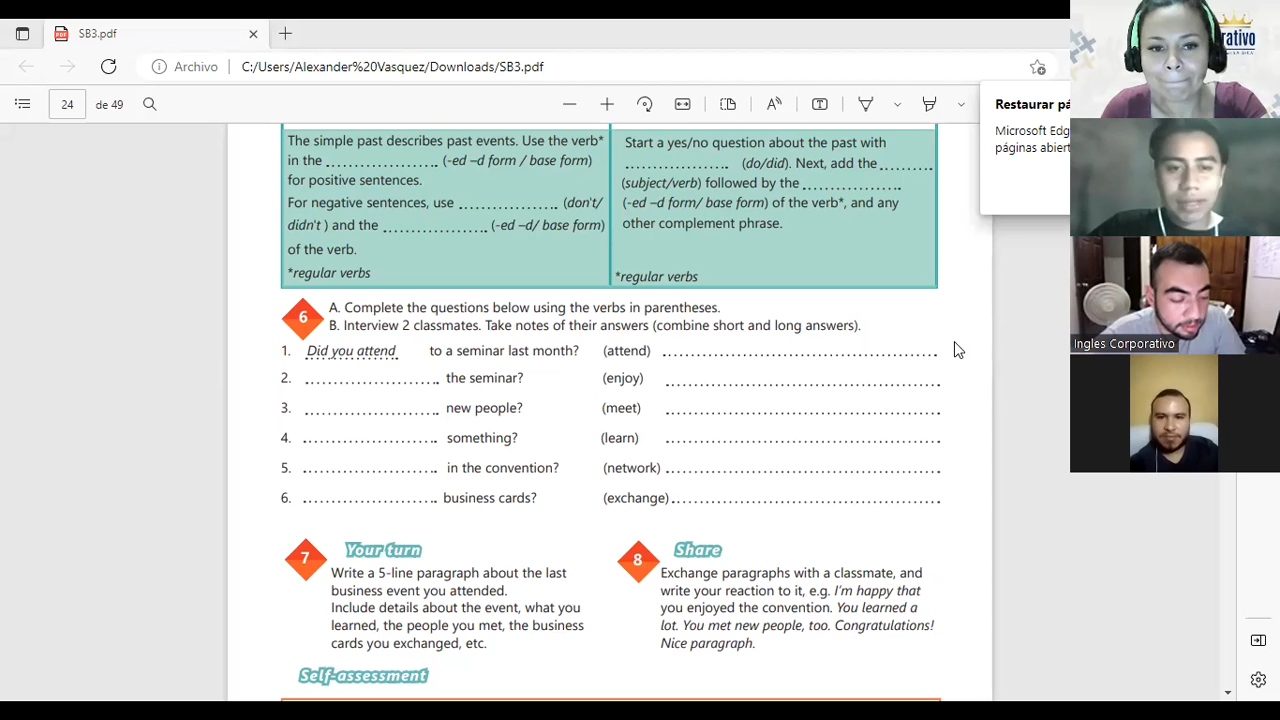 SB3.pdf
Archivo C:/Users/Alexander%20Vasquez/Downloads/SB3.pdf
24 de 49
Restaurar pá
Microsoft Edg
páginas abiert
rativo
The simple past describes past events. Use the verb*
in the ........................ (-ed –d form / base form)
for positive sentences.
For negative sentences, use ..................... (don't/
didn't ) and the ...................... (-ed –d/ base form)
of the verb.
*regular verbs
Start a yes/no question about the past with
...................... (do/did). Next, add the ...........
(subject/verb) followed by the .....................
(-ed –d form/ base form) of the verb*, and any
other complement phrase.
*regular verbs
6
A. Complete the questions below using the verbs in parentheses.
B. Interview 2 classmates. Take notes of their answers (combine short and long answers).
1. Did you attend to a seminar last month? (attend) ............................................................
2. ............................. the seminar? (enjoy) ............................................................
3. ............................. new people? (meet) ............................................................
4. ............................. something? (learn) ............................................................
5. ............................. in the convention? (network) ............................................................
6. ............................. business cards? (exchange) ...........................................................
Ingles Corporativo
7 Your turn
Write a 5-line paragraph about the last
business event you attended.
Include details about the event, what you
learned, the people you met, the business
cards you exchanged, etc.
8 Share
Exchange paragraphs with a classmate, and
write your reaction to it, e.g. I'm happy that
you enjoyed the convention. You learned a
lot. You met new people, too. Congratulations!
Nice paragraph.
Self-assessment